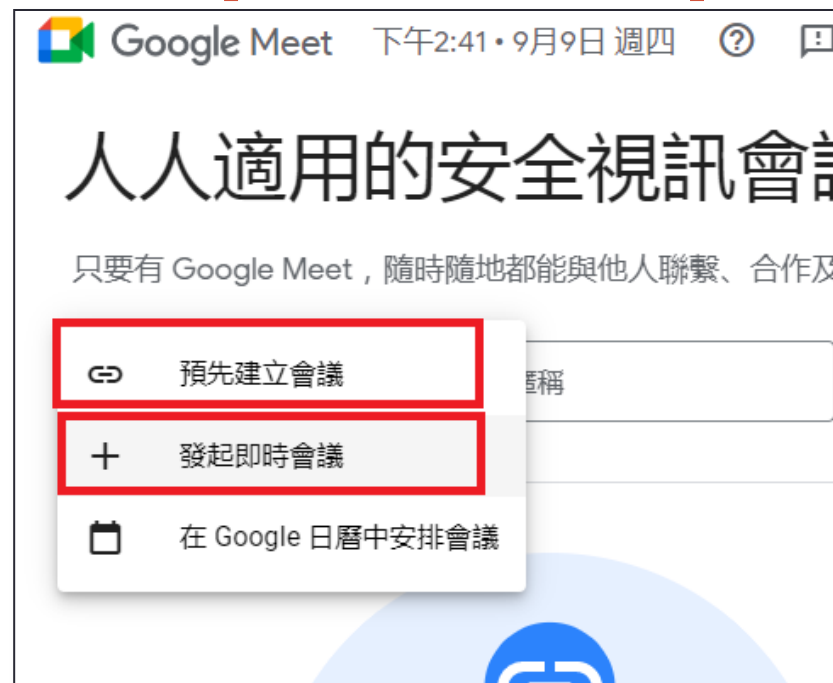 Google Meet 下午2:41 • 9月9日 週四
人人適用的安全視訊會
只要有 Google Meet，隨時隨地都能與他人聯繫、合作及
預先建立會議
暱稱
發起即時會議
在 Google 日曆中安排會議